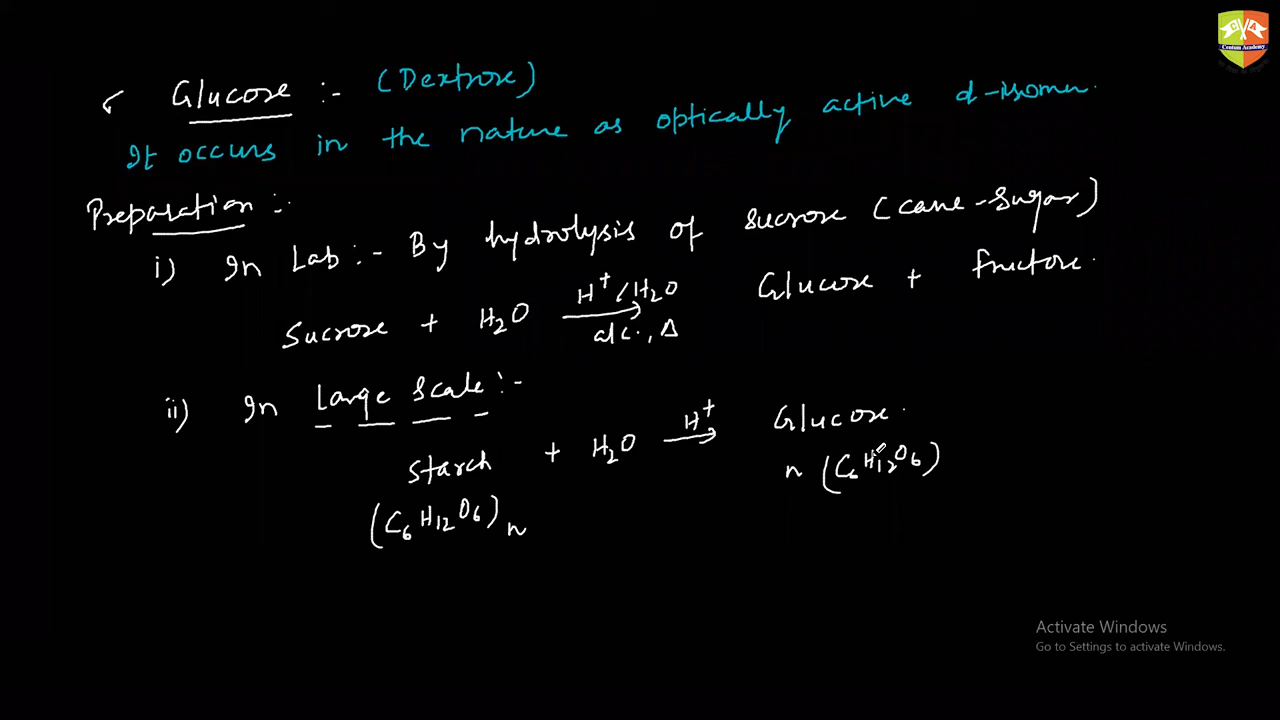 Glucose :- (Dextrose)
It occurs in the nature as optically active d-isomer.
Preparation :-
i) In Lab :- By hydrolysis of sucrose (cane-sugar)
Sucrose + H2O H+/H2O alc., Δ → Glucose + fructose.
ii) In Large Scale :-
Starch + H2O H+ → Glucose.
(C6H12O6)n n(C6H12O6)
Activate Windows
Go to Settings to activate Windows.
C A
Centum Academy